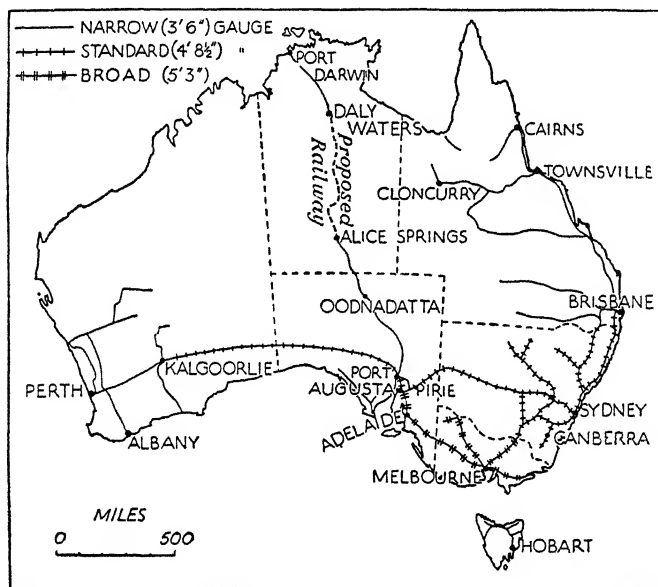 NARROW (3' 6") GAUGE
STANDARD (4' 8½") "
BROAD (5' 3")
PORT
DARWIN
DALY
WATERS
Proposed
Railway
CAIRNS
TOWNSVILLE
CLONCURRY
ALICE SPRINGS
OODNADATTA
BRISBANE
KALGOORLIE
PERTH
ALBANY
PORT
AUGUSTA PIRIE
ADELAIDE
SYDNEY
CANBERRA
MELBOURNE
HOBART
MILES
0 500